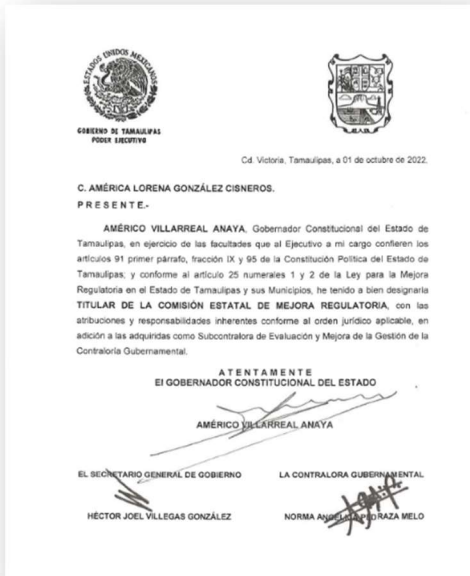 ESTADOS UNIDOS MEXICANOS
GOBIERNO DE TAMAULIPAS
PODER EJECUTIVO
Cd. Victoria, Tamaulipas, a 01 de octubre de 2022.
C. AMÉRICA LORENA GONZÁLEZ CISNEROS.
P R E S E N T E.-
AMÉRICO VILLARREAL ANAYA, Gobernador Constitucional del Estado de
Tamaulipas, en ejercicio de las facultades que al Ejecutivo a mi cargo confieren los
artículos 91 primer párrafo, fracción IX y 95 de la Constitución Política del Estado de
Tamaulipas; y conforme al artículo 25 numerales 1 y 2 de la Ley para la Mejora
Regulatoria en el Estado de Tamaulipas y sus Municipios, he tenido a bien designarla
TITULAR DE LA COMISIÓN ESTATAL DE MEJORA REGULATORIA, con las
atribuciones y responsabilidades inherentes conforme al orden jurídico aplicable, en
adición a las adquiridas como Subcontralora de Evaluación y Mejora de la Gestión de la
Contraloría Gubernamental.
A T E N T A M E N T E
El GOBERNADOR CONSTITUCIONAL DEL ESTADO
AMÉRICO VILLARREAL ANAYA
EL SECRETARIO GENERAL DE GOBIERNO
HÉCTOR JOEL VILLEGAS GONZÁLEZ
LA CONTRALORA GUBERNAMENTAL
NORMA ANGÉLICA PEDRAZA MELO